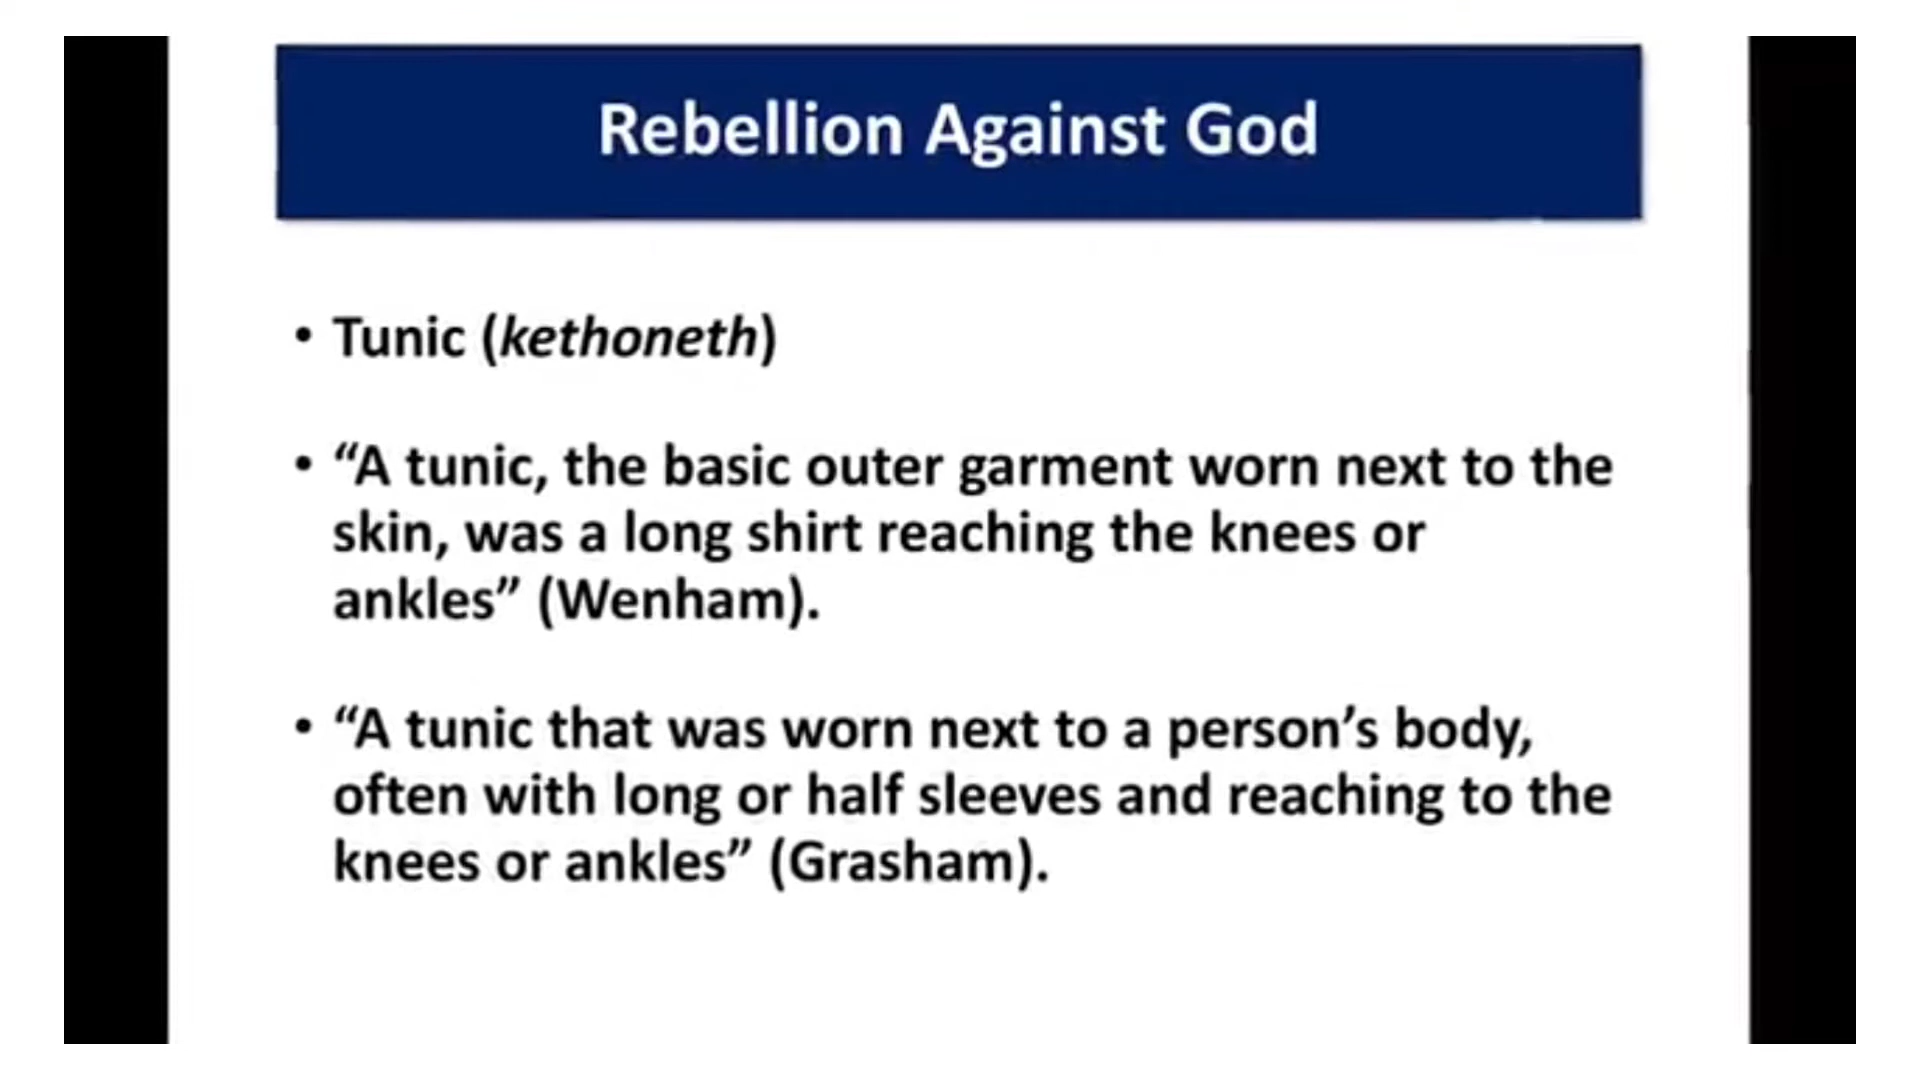 Rebellion Against God
• Tunic (kethoneth)
• “A tunic, the basic outer garment worn next to the
skin, was a long shirt reaching the knees or
ankles” (Wenham).
• “A tunic that was worn next to a person’s body,
often with long or half sleeves and reaching to the
knees or ankles” (Grasham).